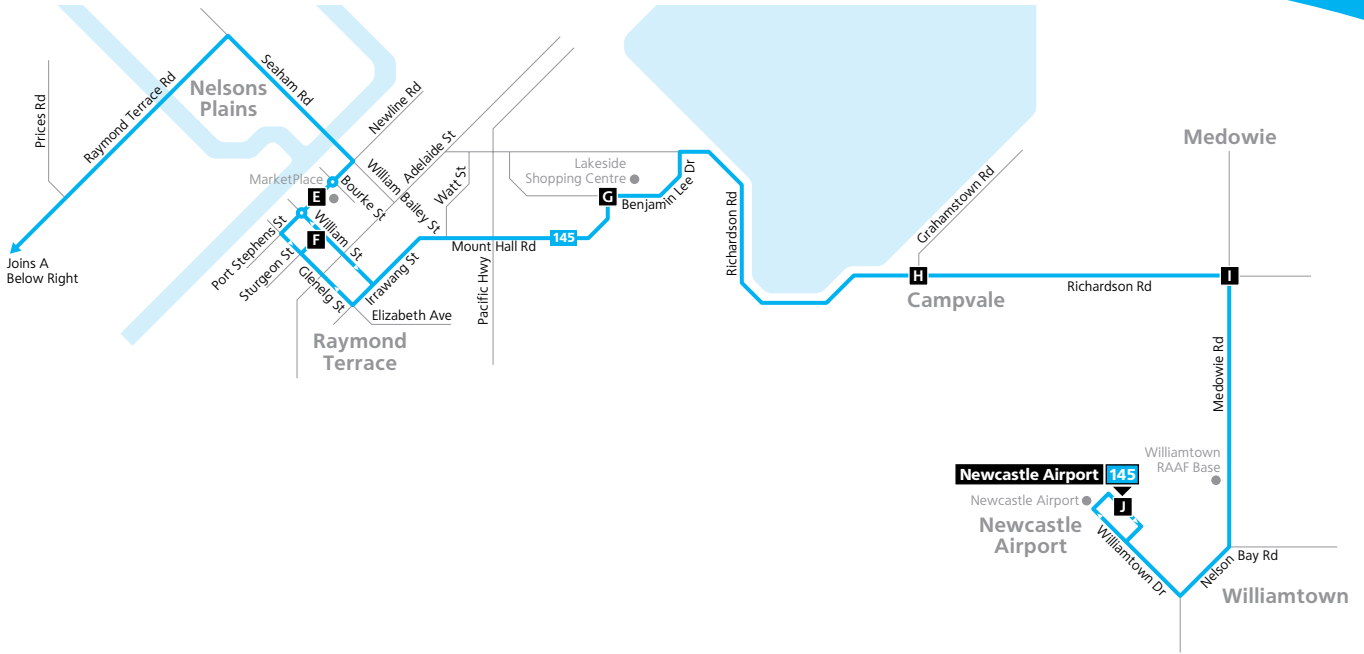 Prices Rd
Raymond Terrace Rd
Nelsons
Plains
Seaham Rd
Newline Rd
Joins A
Below Right
MarketPlace
E
Bourke St
William Bailey St
Adelaide St
Watt St
Port Stephens St
F
William St
Sturgeon St
Glenelg St
Irrawang St
Elizabeth Ave
Raymond
Terrace
Pacific Hwy
Mount Hall Rd
145
Lakeside
Shopping Centre
G
Benjamin Lee Dr
Richardson Rd
Grahamstown Rd
H
Campvale
Richardson Rd
Medowie
I
Medowie Rd
Williamtown
RAAF Base
Newcastle Airport 145
Newcastle Airport
J
Newcastle
Airport
Williamtown Dr
Nelson Bay Rd
Williamtown